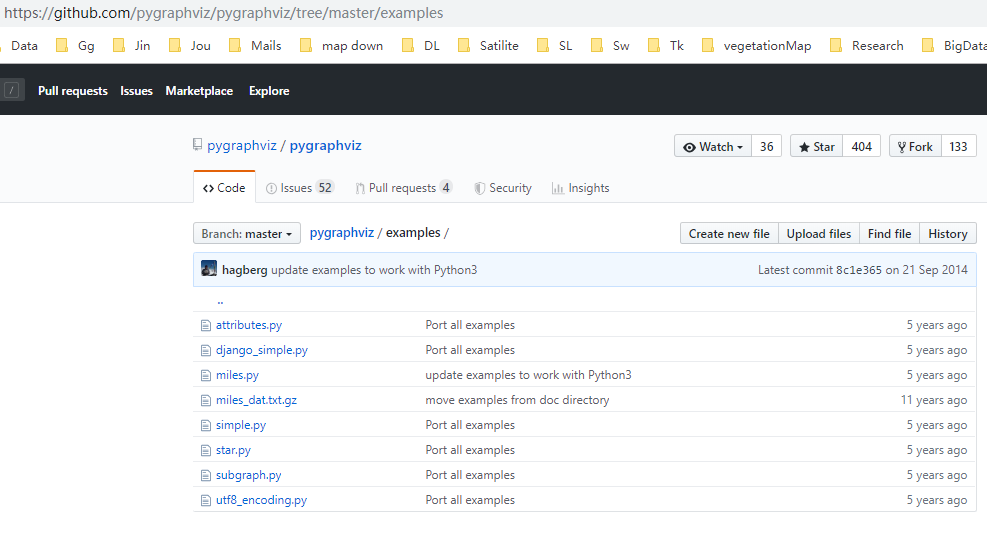 https://github.com/pygraphviz/pygraphviz/tree/master/examples
Data Gg Jin Jou Mails map down DL Satilite SL Sw Tk vegetationMap Research BigData
/ Pull requests Issues Marketplace Explore
pygraphviz / pygraphviz Watch 36 Star 404 Fork 133
Code Issues 52 Pull requests 4 Security Insights
Branch: master pygraphviz / examples / Create new file Upload files Find file History
hagberg update examples to work with Python3 Latest commit 8c1e365 on 21 Sep 2014
..
attributes.py Port all examples 5 years ago
django_simple.py Port all examples 5 years ago
miles.py update examples to work with Python3 5 years ago
miles_dat.txt.gz move examples from doc directory 11 years ago
simple.py Port all examples 5 years ago
star.py Port all examples 5 years ago
subgraph.py Port all examples 5 years ago
utf8_encoding.py Port all examples 5 years ago